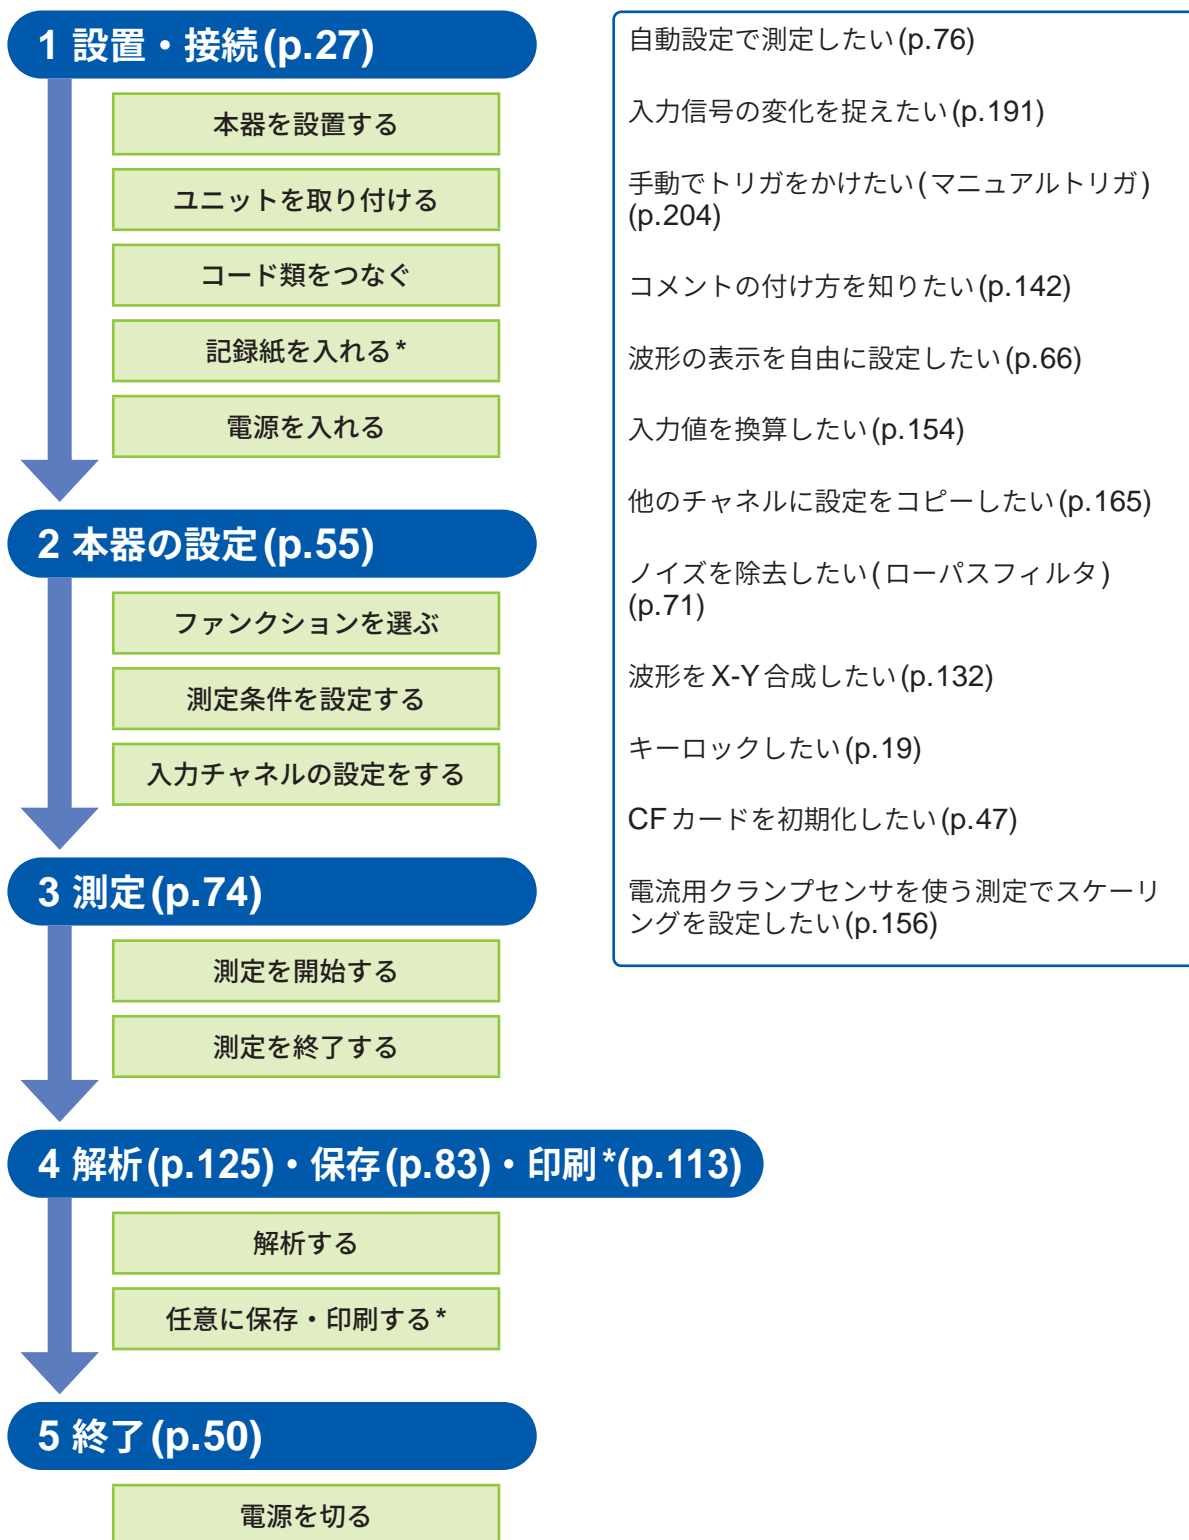 1 設置・接続(p.27)
本器を設置する
ユニットを取り付ける
コード類をつなぐ
記録紙を入れる*
電源を入れる
2 本器の設定(p.55)
ファンクションを選ぶ
測定条件を設定する
入力チャネルの設定をする
3 測定(p.74)
測定を開始する
測定を終了する
4 解析(p.125)・保存(p.83)・印刷*(p.113)
解析する
任意に保存・印刷する*
5 終了(p.50)
電源を切る
自動設定で測定したい(p.76)
入力信号の変化を捉えたい(p.191)
手動でトリガをかけたい(マニュアルトリガ)
(p.204)
コメントの付け方を知りたい(p.142)
波形の表示を自由に設定したい(p.66)
入力値を換算したい(p.154)
他のチャネルに設定をコピーしたい(p.165)
ノイズを除去したい(ローパスフィルタ)
(p.71)
波形をX-Y合成したい(p.132)
キーロックしたい(p.19)
CFカードを初期化したい(p.47)
電流用クランプセンサを使う測定でスケーリ
ングを設定したい(p.156)